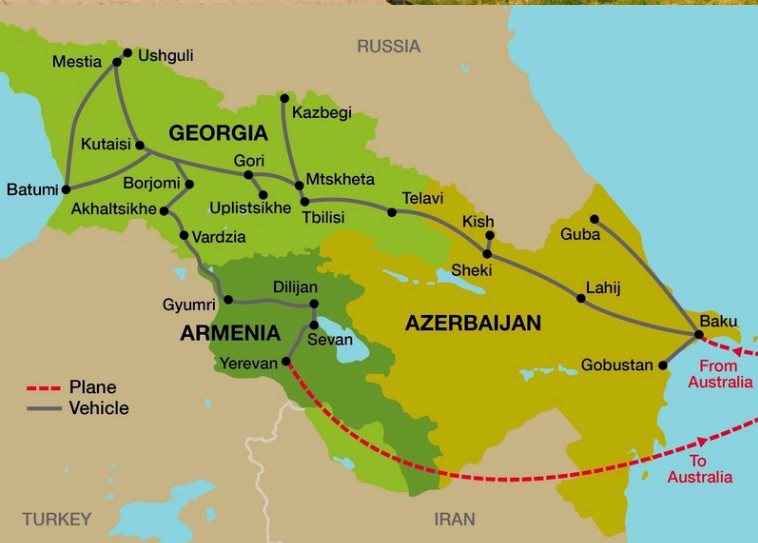 RUSSIA
Mestia
Ushguli
Kazbegi
GEORGIA
Kutaisi
Gori
Borjomi
Mtskheta
Batumi
Akhaltsikhe
Uplistsikhe
Tbilisi
Telavi
Kish
Guba
Vardzia
Sheki
Dilijan
Lahij
Gyumri
ARMENIA
Sevan
AZERBAIJAN
Baku
Yerevan
Gobustan
From
Australia
Plane
Vehicle
To
Australia
TURKEY
IRAN